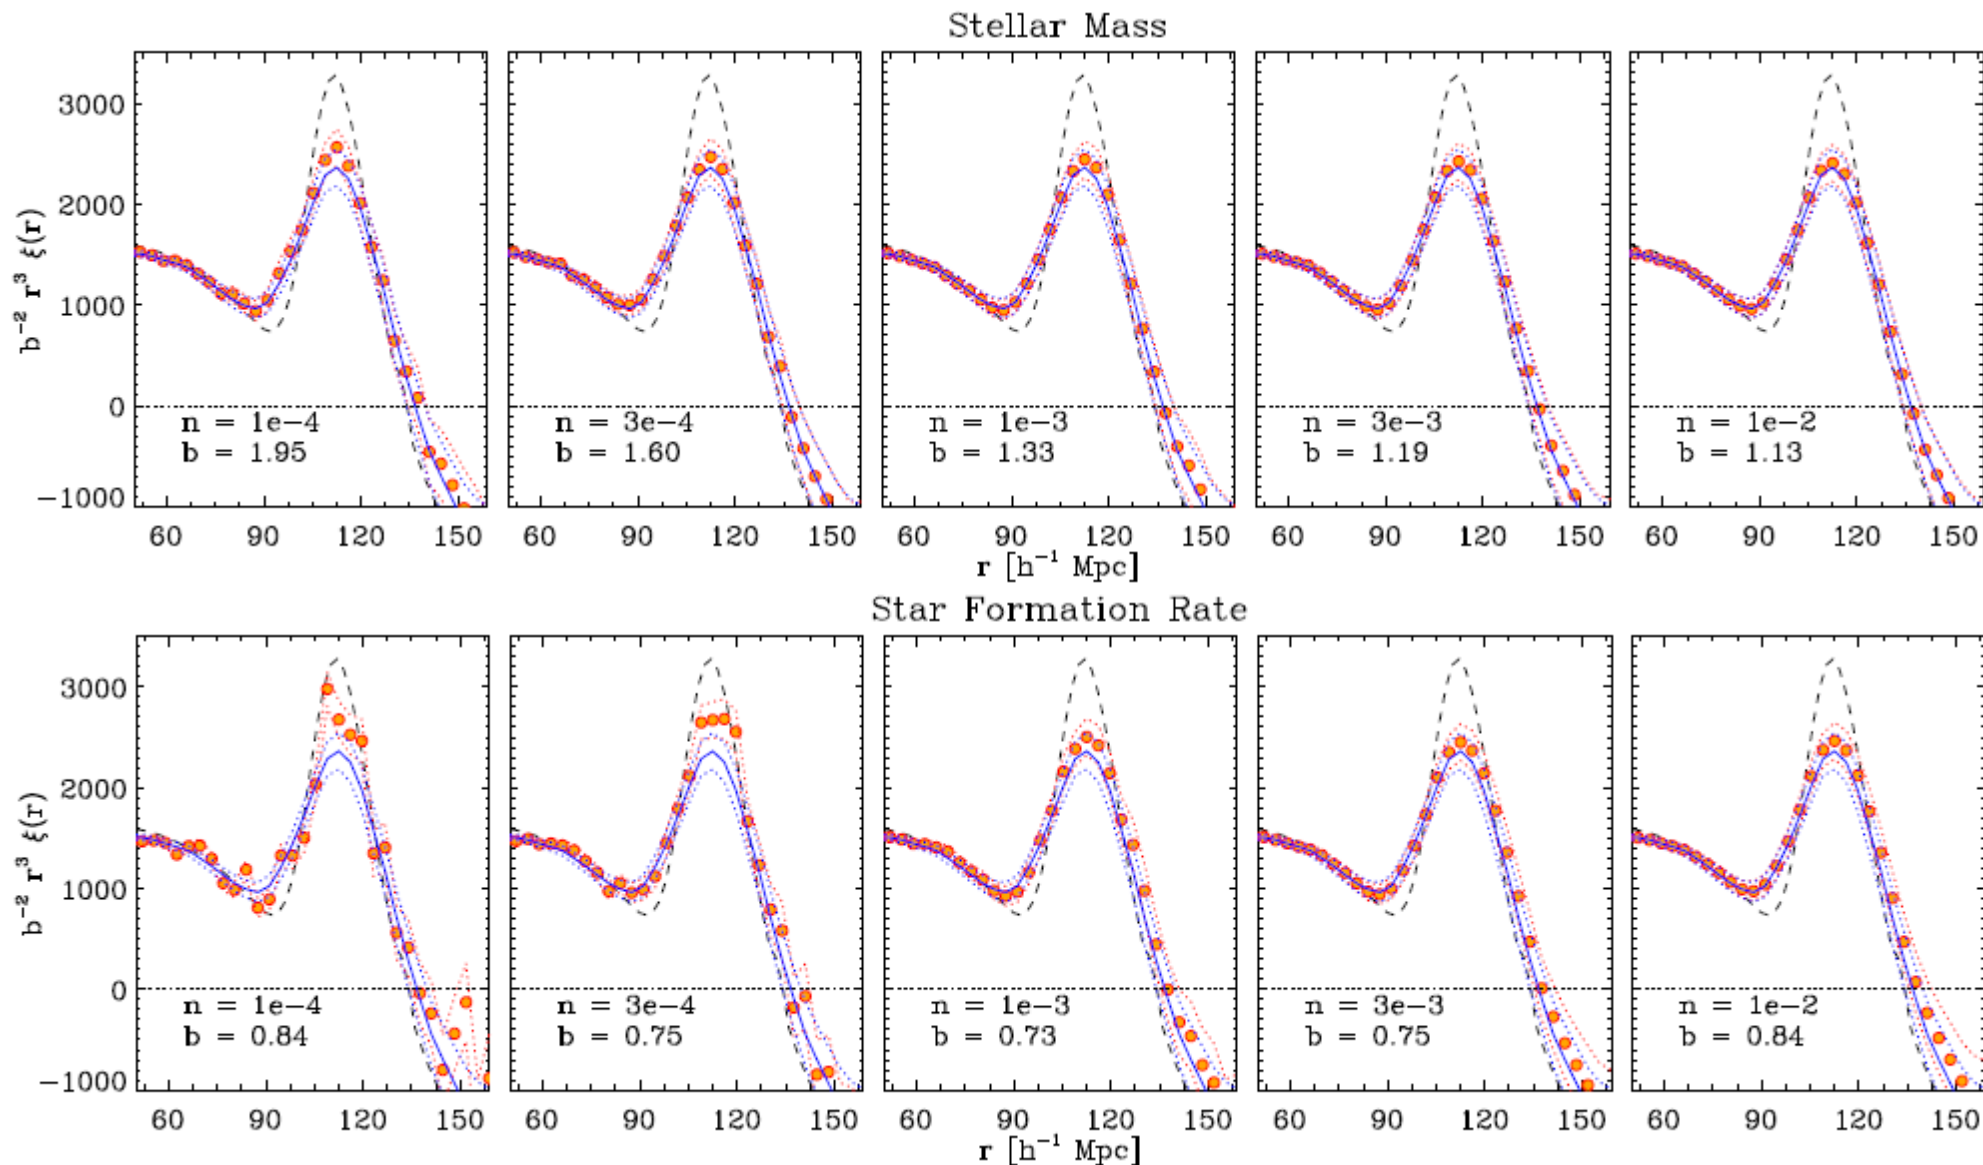 Stellar Mass
3000
2000
1000
0
−1000
b⁻² r³ ξ(r)
n = 1e−4
b = 1.95
n = 3e−4
b = 1.60
n = 1e−3
b = 1.33
n = 3e−3
b = 1.19
n = 1e−2
b = 1.13
60 90 120 150 60 90 120 150 60 90 120 150 60 90 120 150 60 90 120 150
r [h⁻¹ Mpc]
Star Formation Rate
3000
2000
1000
0
−1000
b⁻² r³ ξ(r)
n = 1e−4
b = 0.84
n = 3e−4
b = 0.75
n = 1e−3
b = 0.73
n = 3e−3
b = 0.75
n = 1e−2
b = 0.84
60 90 120 150 60 90 120 150 60 90 120 150 60 90 120 150 60 90 120 150
r [h⁻¹ Mpc]